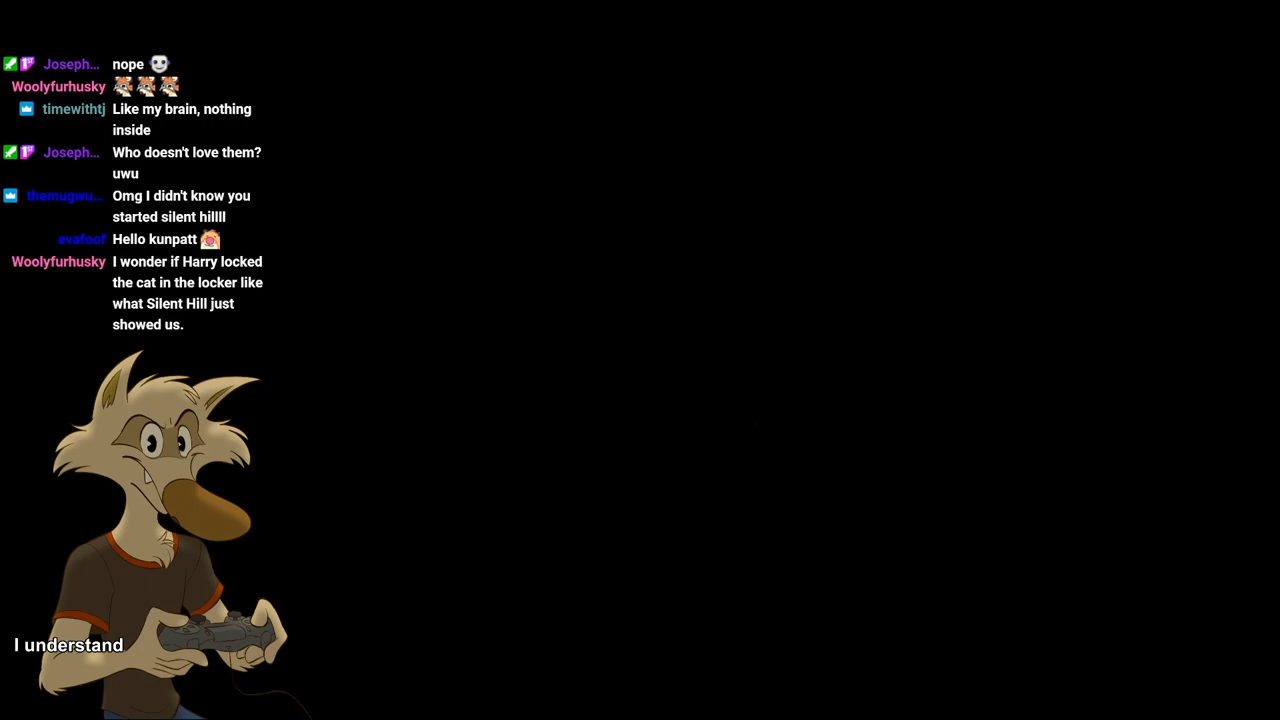 Joseph... nope
Woolyfurhusky
timewithtj Like my brain, nothing
inside
Joseph... Who doesn't love them?
uwu
themugwu... Omg I didn't know you
started silent hillll
evafoof Hello kunpatt
Woolyfurhusky I wonder if Harry locked
the cat in the locker like
what Silent Hill just
showed us.
I understand